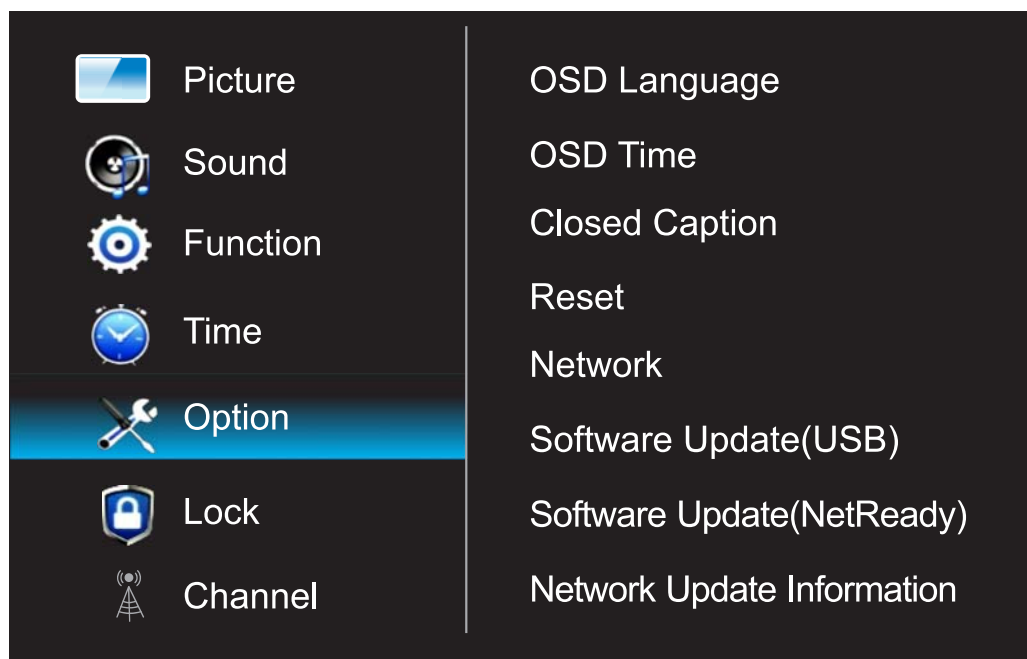 Picture
Sound
Function
Time
Option
Lock
Channel
OSD Language
OSD Time
Closed Caption
Reset
Network
Software Update(USB)
Software Update(NetReady)
Network Update Information